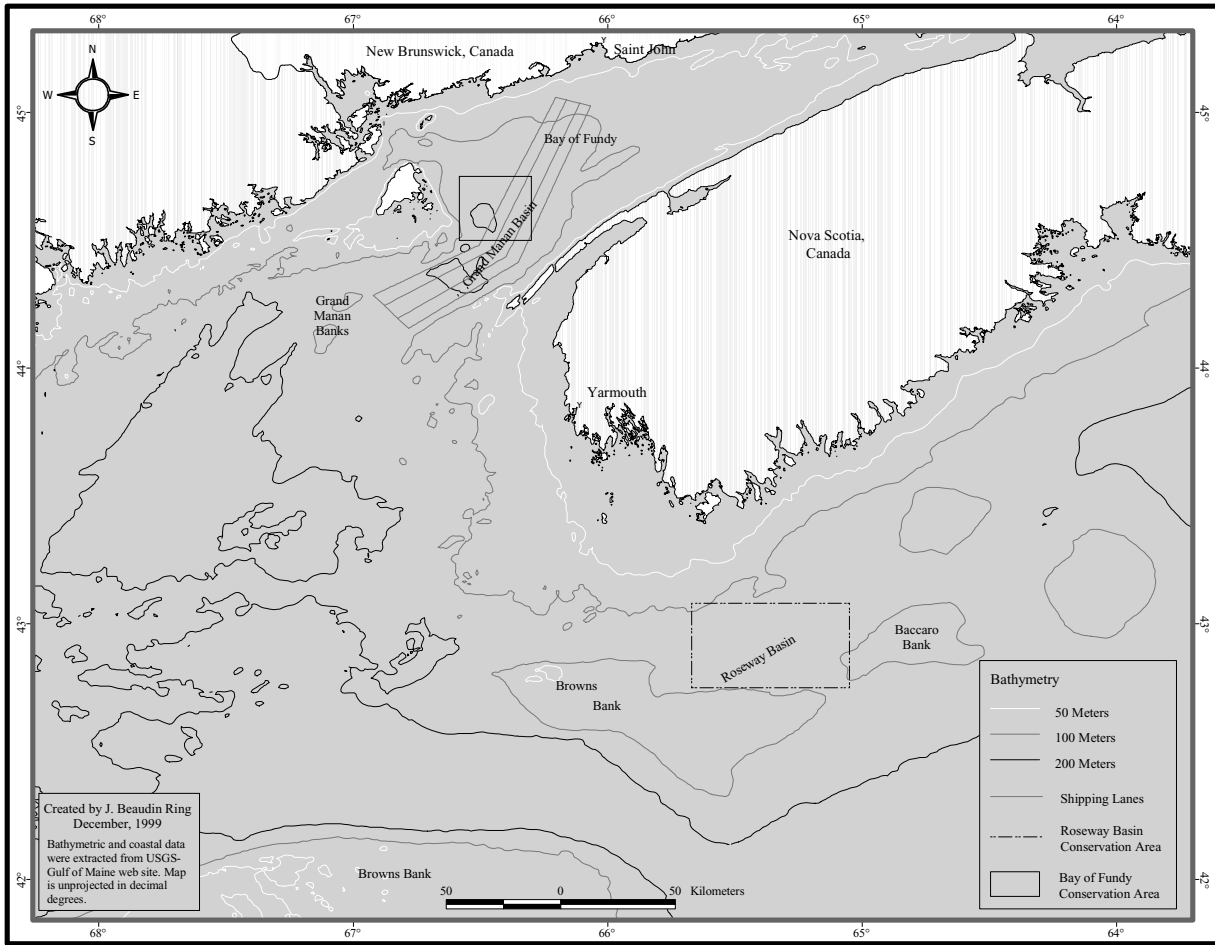 68°
67°
66°
65°
64°
N
W
E
S
New Brunswick, Canada
Saint John
45°
45°
Bay of Fundy
Grand Manan Basin
Nova Scotia,
Canada
Grand
Manan
Banks
44°
44°
Yarmouth
43°
43°
Roseway Basin
Baccaro
Bank
Browns
Bank
Bathymetry
50 Meters
100 Meters
200 Meters
Shipping Lanes
Roseway Basin
Conservation Area
Bay of Fundy
Conservation Area
Created by J. Beaudin Ring
December, 1999
Bathymetric and coastal data
were extracted from USGS-
Gulf of Maine web site. Map
is unprojected in decimal
degrees.
42°
42°
Browns Bank
50
0
50
Kilometers
68°
67°
66°
65°
64°